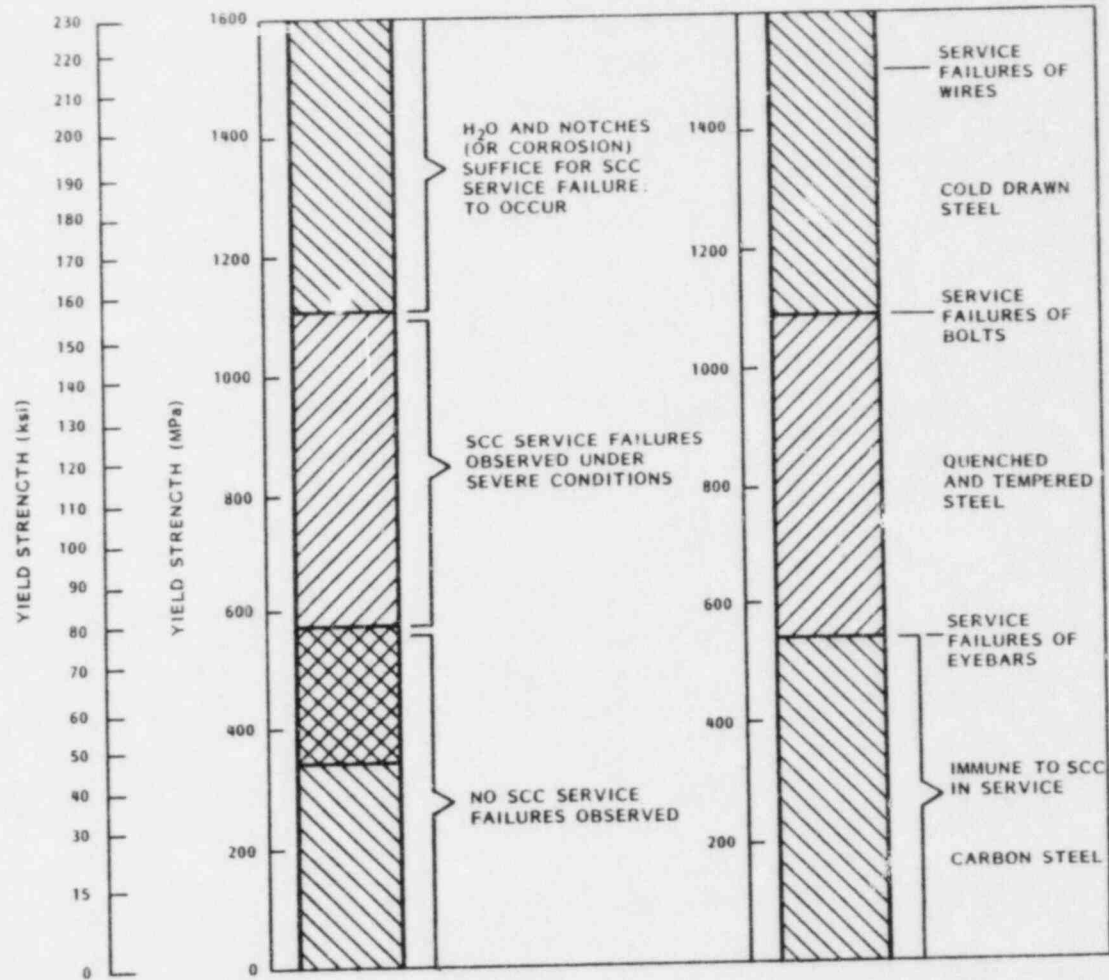 YIELD STRENGTH (ksi)
230
220
210
200
190
180
170
160
150
140
130
120
110
100
90
80
70
60
50
40
30
15
0
YIELD STRENGTH (MPa)
1600
1400
1200
1000
800
600
400
200
0
H2O AND NOTCHES
(OR CORROSION)
SUFFICE FOR SCC
SERVICE FAILURE
TO OCCUR
SCC SERVICE FAILURES
OBSERVED UNDER
SEVERE CONDITIONS
NO SCC SERVICE
FAILURES OBSERVED
1400
1200
1000
800
600
400
200
SERVICE
FAILURES OF
WIRES
COLD DRAWN
STEEL
SERVICE
FAILURES OF
BOLTS
QUENCHED
AND TEMPERED
STEEL
SERVICE
FAILURES OF
EYEBARS
IMMUNE TO SCC
IN SERVICE
CARBON STEEL